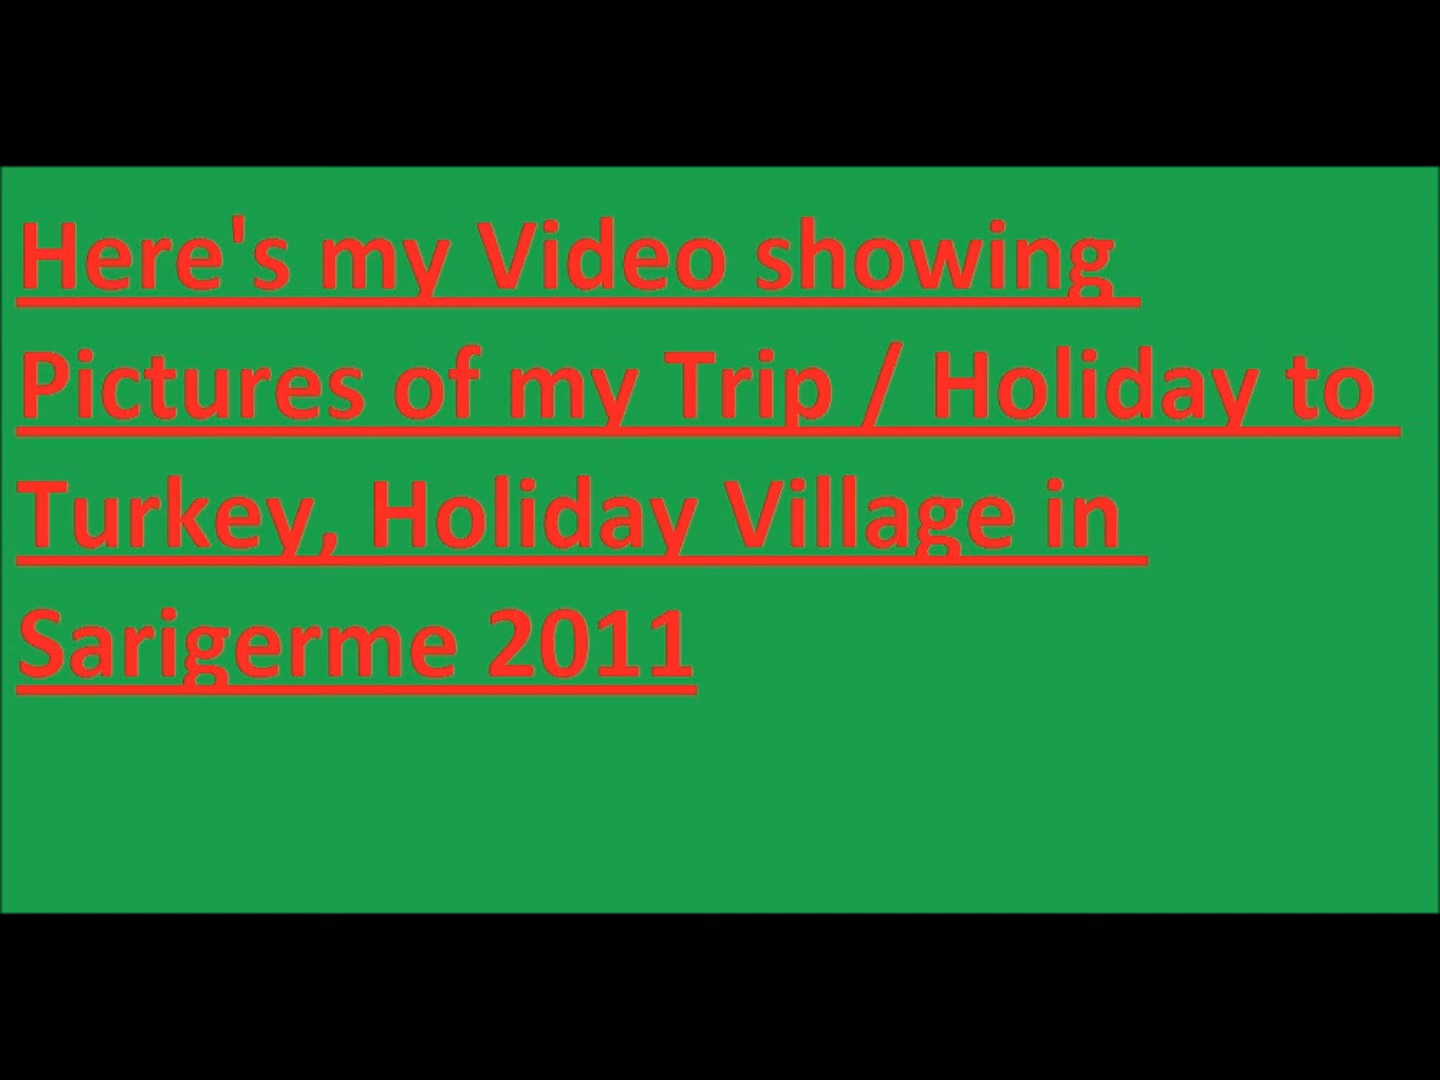 Here's my Video showing
Pictures of my Trip / Holiday to
Turkey, Holiday Village in
Sarigerme 2011